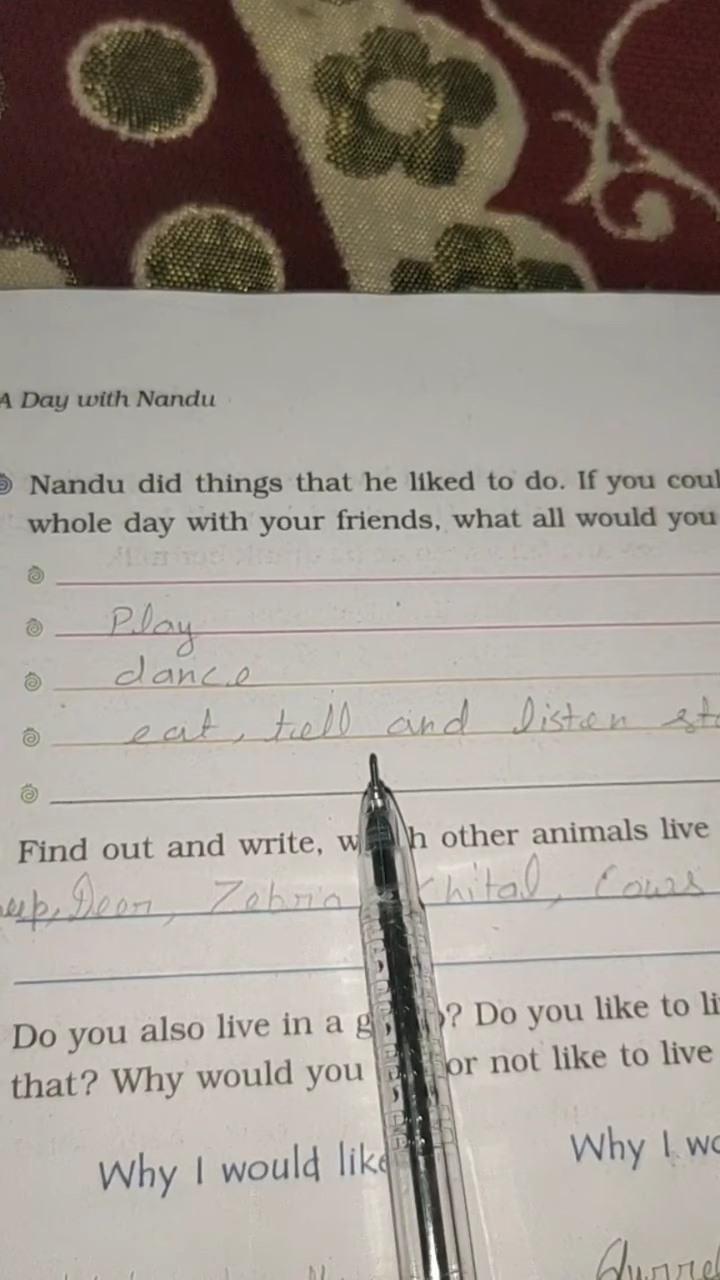 A Day with Nandu
Nandu did things that he liked to do. If you coul
whole day with your friends, what all would you
Play
dance
eat, tell and listen sto
Find out and write, w h other animals live
eep, Deer, Zebra, Chital, Cows
Do you also live in a g ? Do you like to li
that? Why would you or not like to live
Why I would like
Why I wo